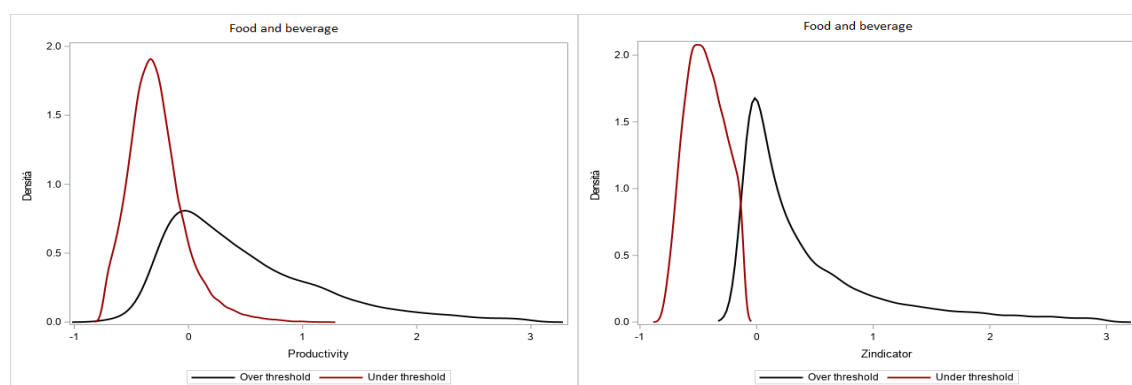 Food and beverage
2.0
1.5
1.0
0.5
0.0
Densità
-1 0 1 2 3
Productivity
Over threshold Under threshold
Food and beverage
2.0
1.5
1.0
0.5
0.0
Densità
-1 0 1 2 3
Zindicator
Over threshold Under threshold